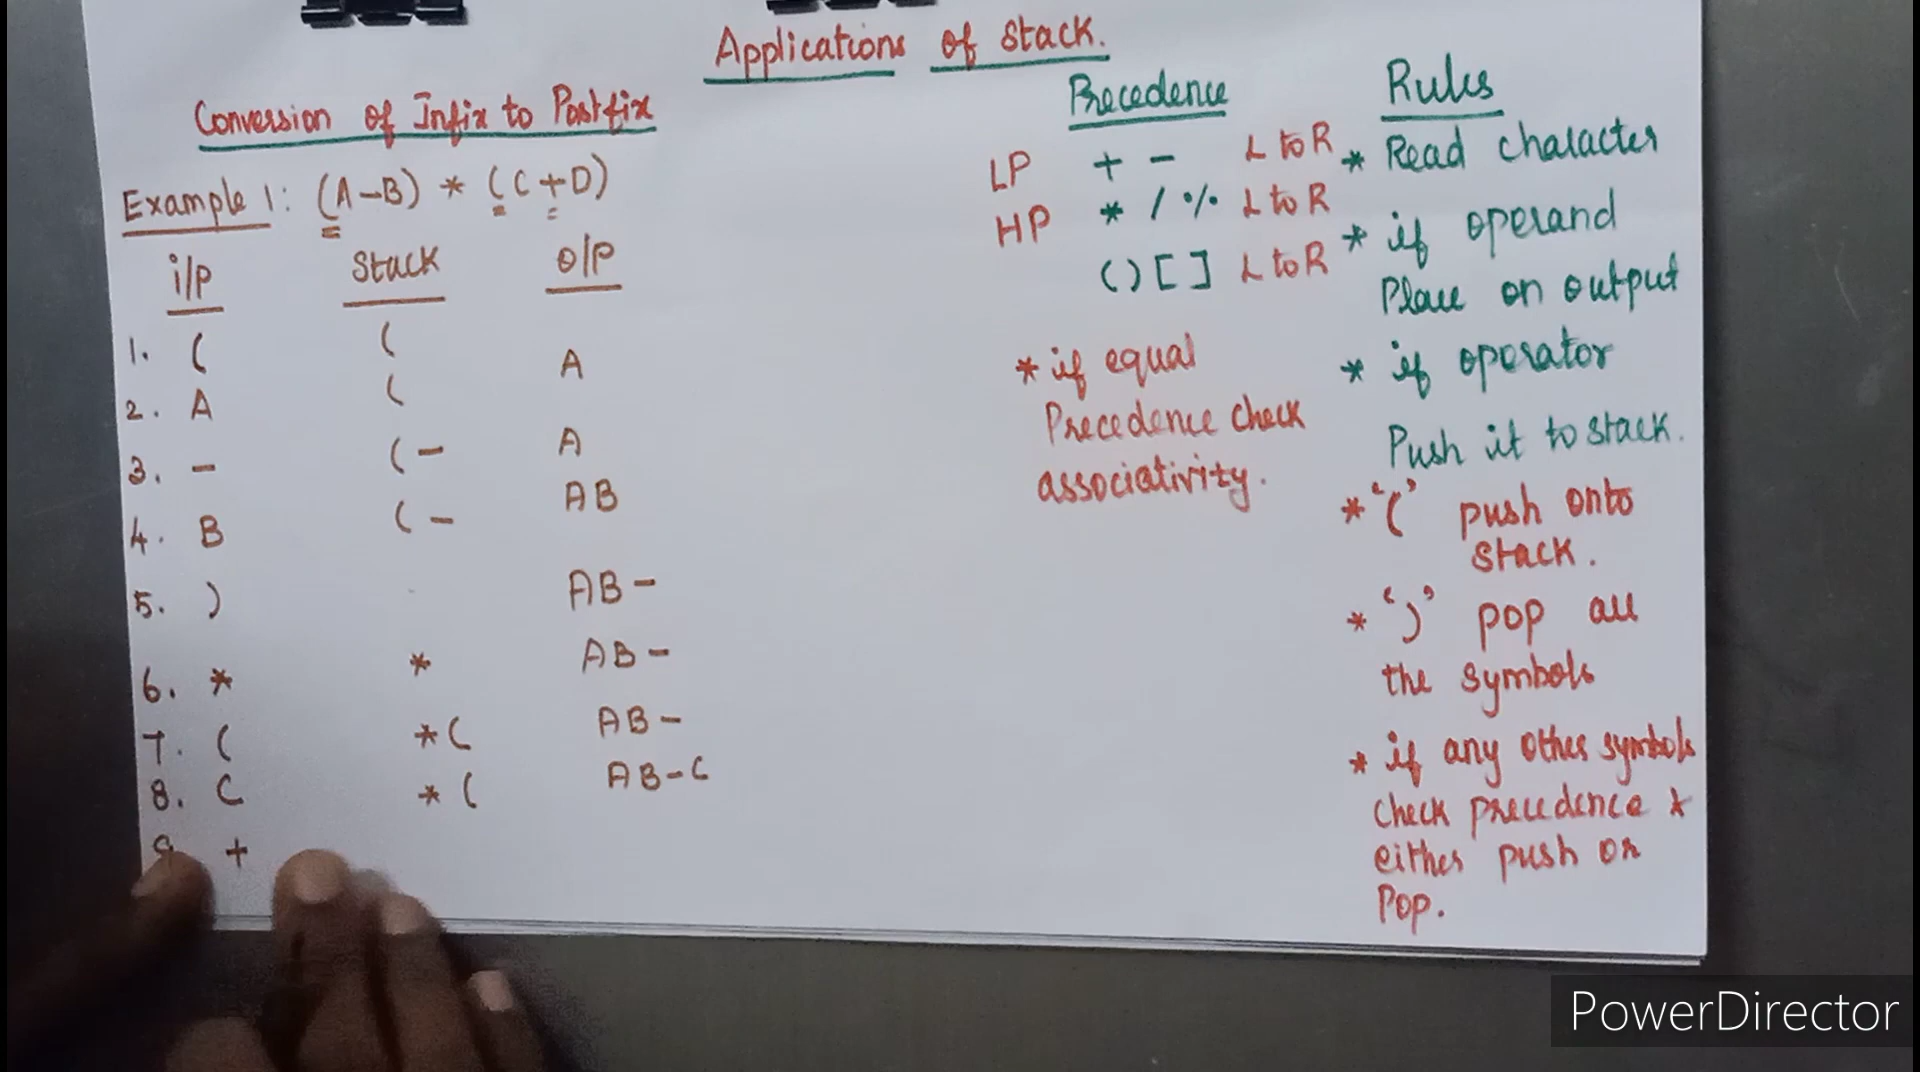 Applications of Stack.
Conversion of Infix to Postfix
Example 1: (A-B) * (C+D)
i/p Stack o/p
1. ( (
2. A ( A
3. - (- A
4. B (- AB
5. ) AB-
6. * * AB-
7. ( *( AB-
8. C *( AB-C
9 +
Precedence
LP + - L to R
HP * / % L to R
( ) [ ] L to R
* if equal
Precedence check
associativity.
Rules
* Read character
* if operand
Place on output
* if operator
Push it to stack.
* '(' push onto
stack.
* ')' pop all
the symbols
* if any other symbols
check precedence &
either push or
Pop.
PowerDirector